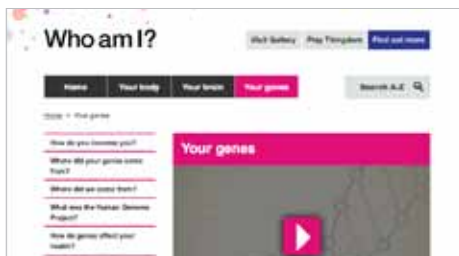 Who am I?
Visit Gallery Play Thingdom Find out more
Home Your body Your brain Your genes
Search A-Z
Home > Your genes
How do you become you?
Where did your genes come
from?
Where did we come from?
What was the Human Genome
Project?
How do genes affect your
health?
Your genes